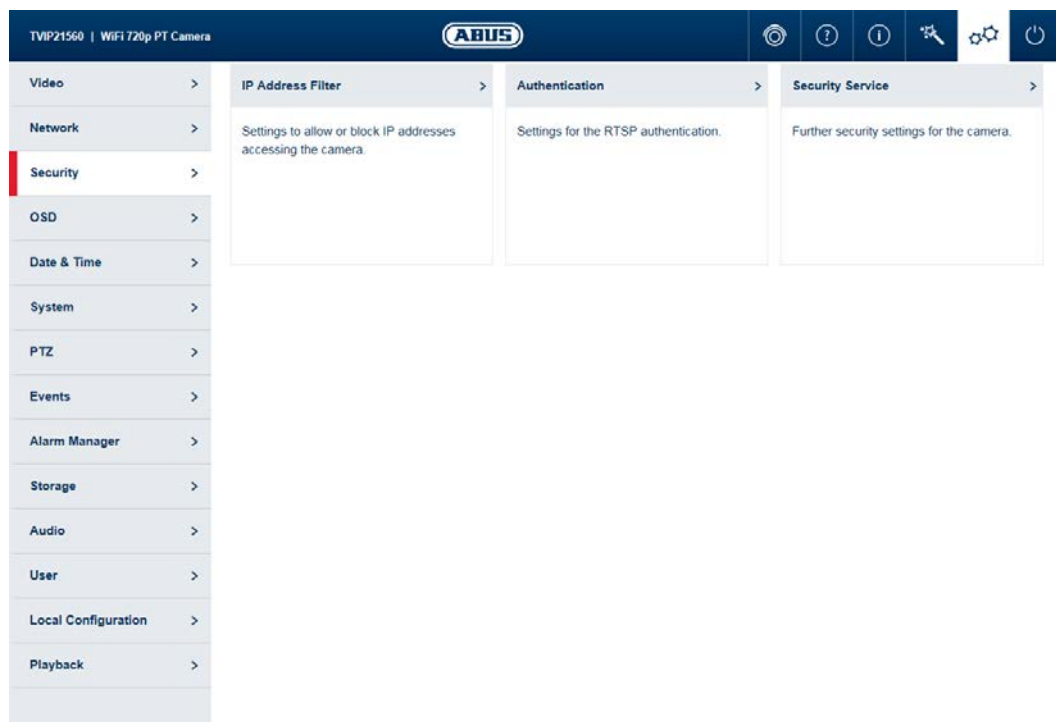 TVIP21560 | WiFi 720p PT Camera
ABUS
Video >
Network >
Security >
OSD >
Date & Time >
System >
PTZ >
Events >
Alarm Manager >
Storage >
Audio >
User >
Local Configuration >
Playback >
IP Address Filter >
Settings to allow or block IP addresses
accessing the camera.
Authentication >
Settings for the RTSP authentication.
Security Service >
Further security settings for the camera.